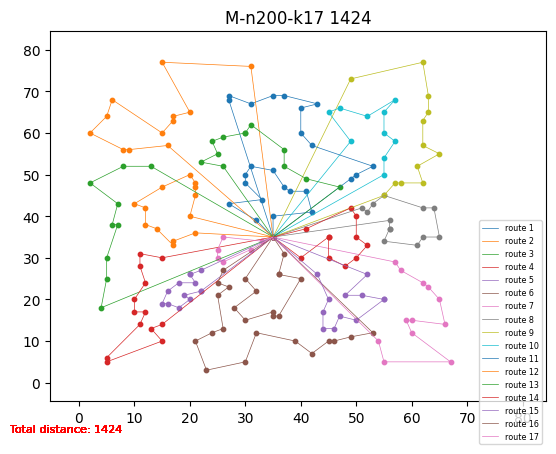 M-n200-k17 1424
80
70
60
50
40
30
20
10
0
route 1
route 2
route 3
route 4
route 5
route 6
route 7
route 8
route 9
route 10
route 11
route 12
route 13
route 14
route 15
route 16
route 17
0 10 20 30 40 50 60 70 80
Total distance: 1424